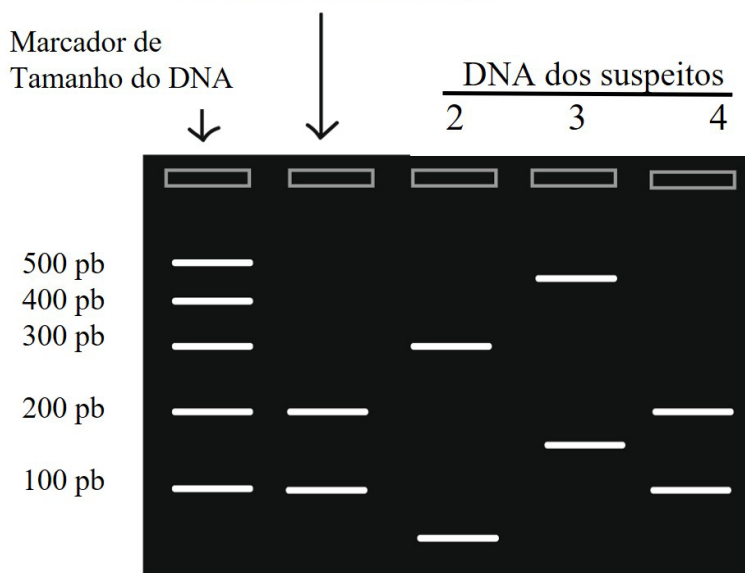 Marcador de
Tamanho do DNA
DNA dos suspeitos
2 3 4
500 pb
400 pb
300 pb
200 pb
100 pb